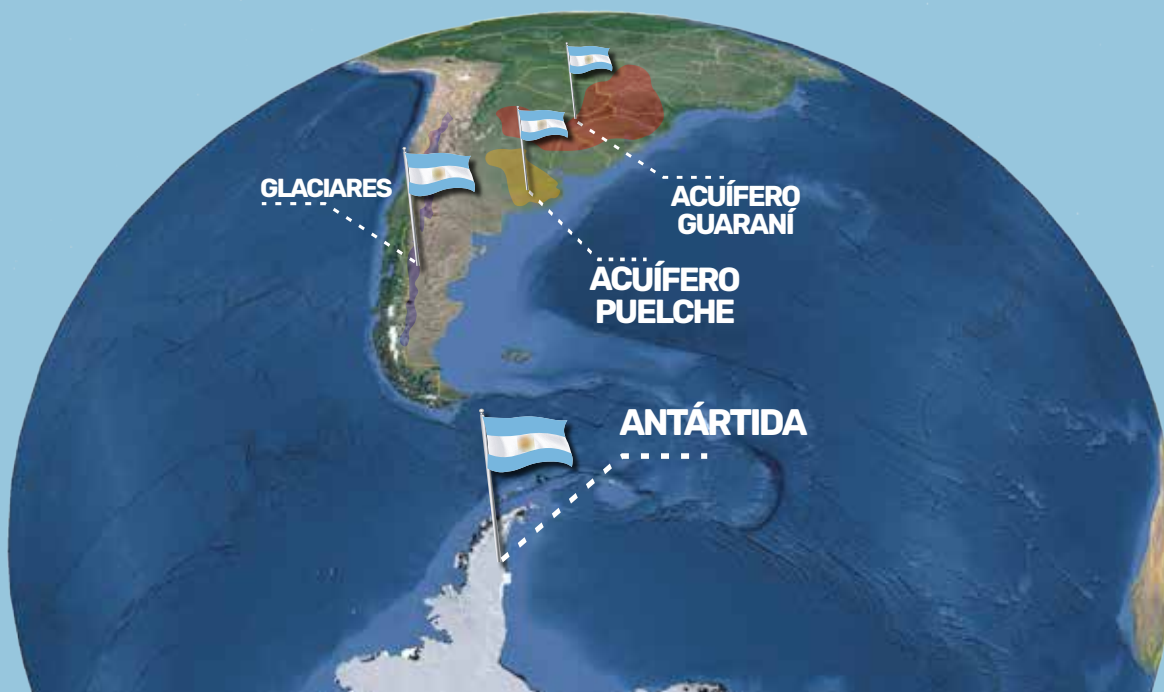 GLACIARES
ACUÍFERO
GUARANÍ
ACUÍFERO
PUELCHE
ANTÁRTIDA